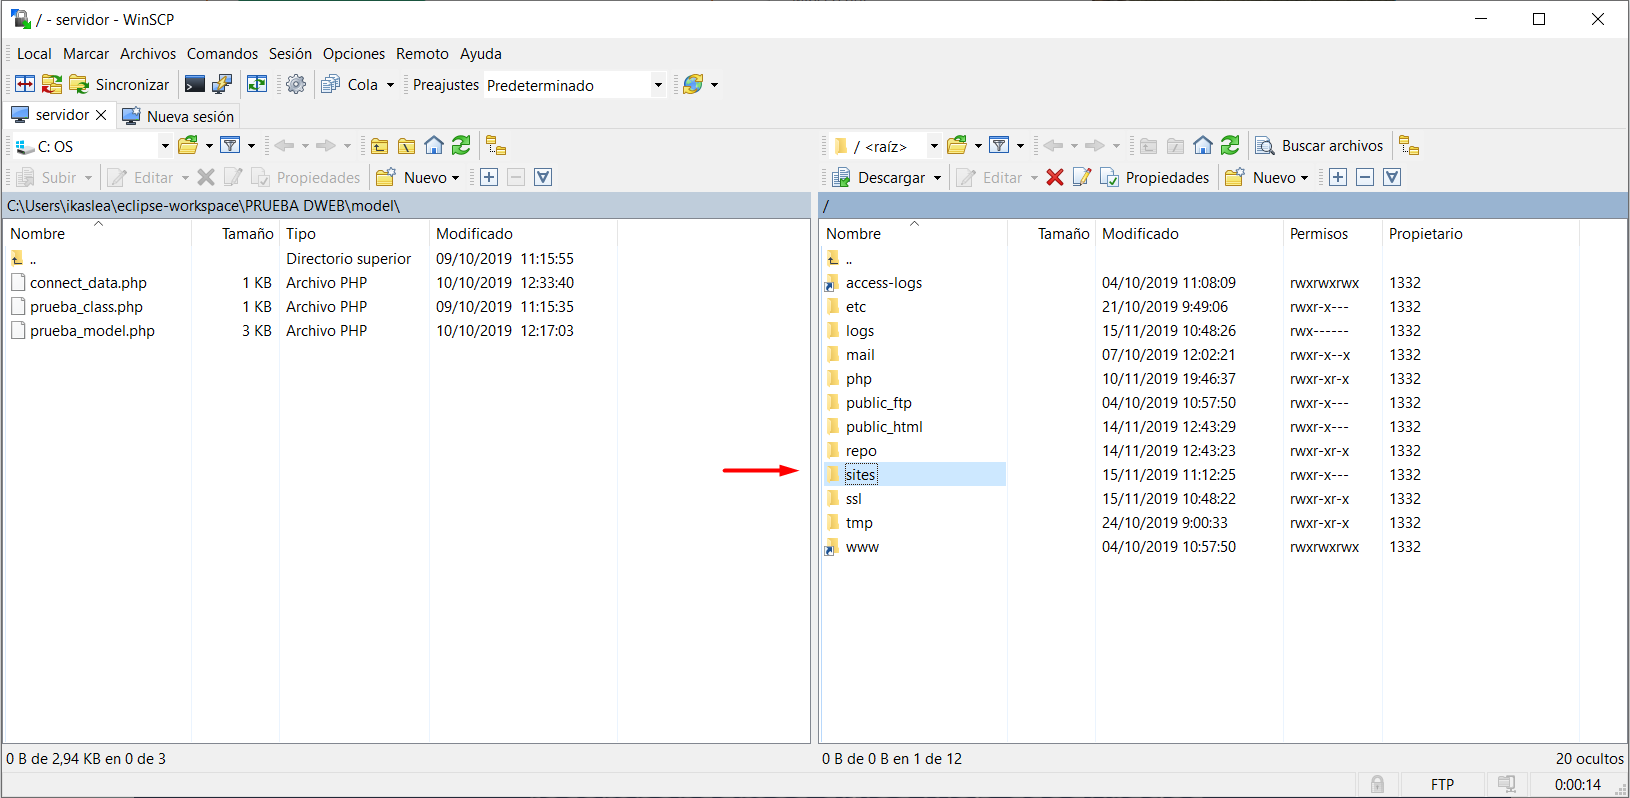 / - servidor - WinSCP
Local Marcar Archivos Comandos Sesión Opciones Remoto Ayuda
Sincronizar Cola Preajustes Predeterminado
servidor Nueva sesión
C: OS
/ <raíz> Buscar archivos
Subir Editar Propiedades Nuevo
Descargar Editar Propiedades Nuevo
C:\Users\ikaslea\eclipse-workspace\PRUEBA DWEB\model\
Nombre Tamaño Tipo Modificado
.. Directorio superior 09/10/2019 11:15:55
connect_data.php 1 KB Archivo PHP 10/10/2019 12:33:40
prueba_class.php 1 KB Archivo PHP 09/10/2019 11:15:35
prueba_model.php 3 KB Archivo PHP 10/10/2019 12:17:03
0 B de 2,94 KB en 0 de 3
/
Nombre Tamaño Modificado Permisos Propietario
..
access-logs 04/10/2019 11:08:09 rwxrwxrwx 1332
etc 21/10/2019 9:49:06 rwxr-x--- 1332
logs 15/11/2019 10:48:26 rwx------ 1332
mail 07/10/2019 12:02:21 rwxr-x--x 1332
php 10/11/2019 19:46:37 rwxr-xr-x 1332
public_ftp 04/10/2019 10:57:50 rwxr-x--- 1332
public_html 14/11/2019 12:43:29 rwxr-x--- 1332
repo 14/11/2019 12:43:23 rwxr-xr-x 1332
sites 15/11/2019 11:12:25 rwxr-x--- 1332
ssl 15/11/2019 10:48:22 rwxr-xr-x 1332
tmp 24/10/2019 9:00:33 rwxr-xr-x 1332
www 04/10/2019 10:57:50 rwxrwxrwx 1332
0 B de 0 B en 1 de 12 20 ocultos
FTP 0:00:14